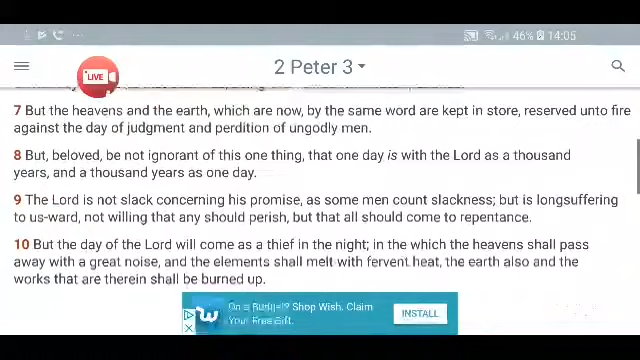 46% 14:05
2 Peter 3
LIVE
7 But the heavens and the earth, which are now, by the same word are kept in store, reserved unto fire
against the day of judgment and perdition of ungodly men.
8 But, beloved, be not ignorant of this one thing, that one day is with the Lord as a thousand
years, and a thousand years as one day.
9 The Lord is not slack concerning his promise, as some men count slackness; but is longsuffering
to us-ward, not willing that any should perish, but that all should come to repentance.
10 But the day of the Lord will come as a thief in the night; in the which the heavens shall pass
away with a great noise, and the elements shall melt with fervent heat, the earth also and the
works that are therein shall be burned up.
On a Budget? Shop Wish. Claim
Your Free Gift.
INSTALL